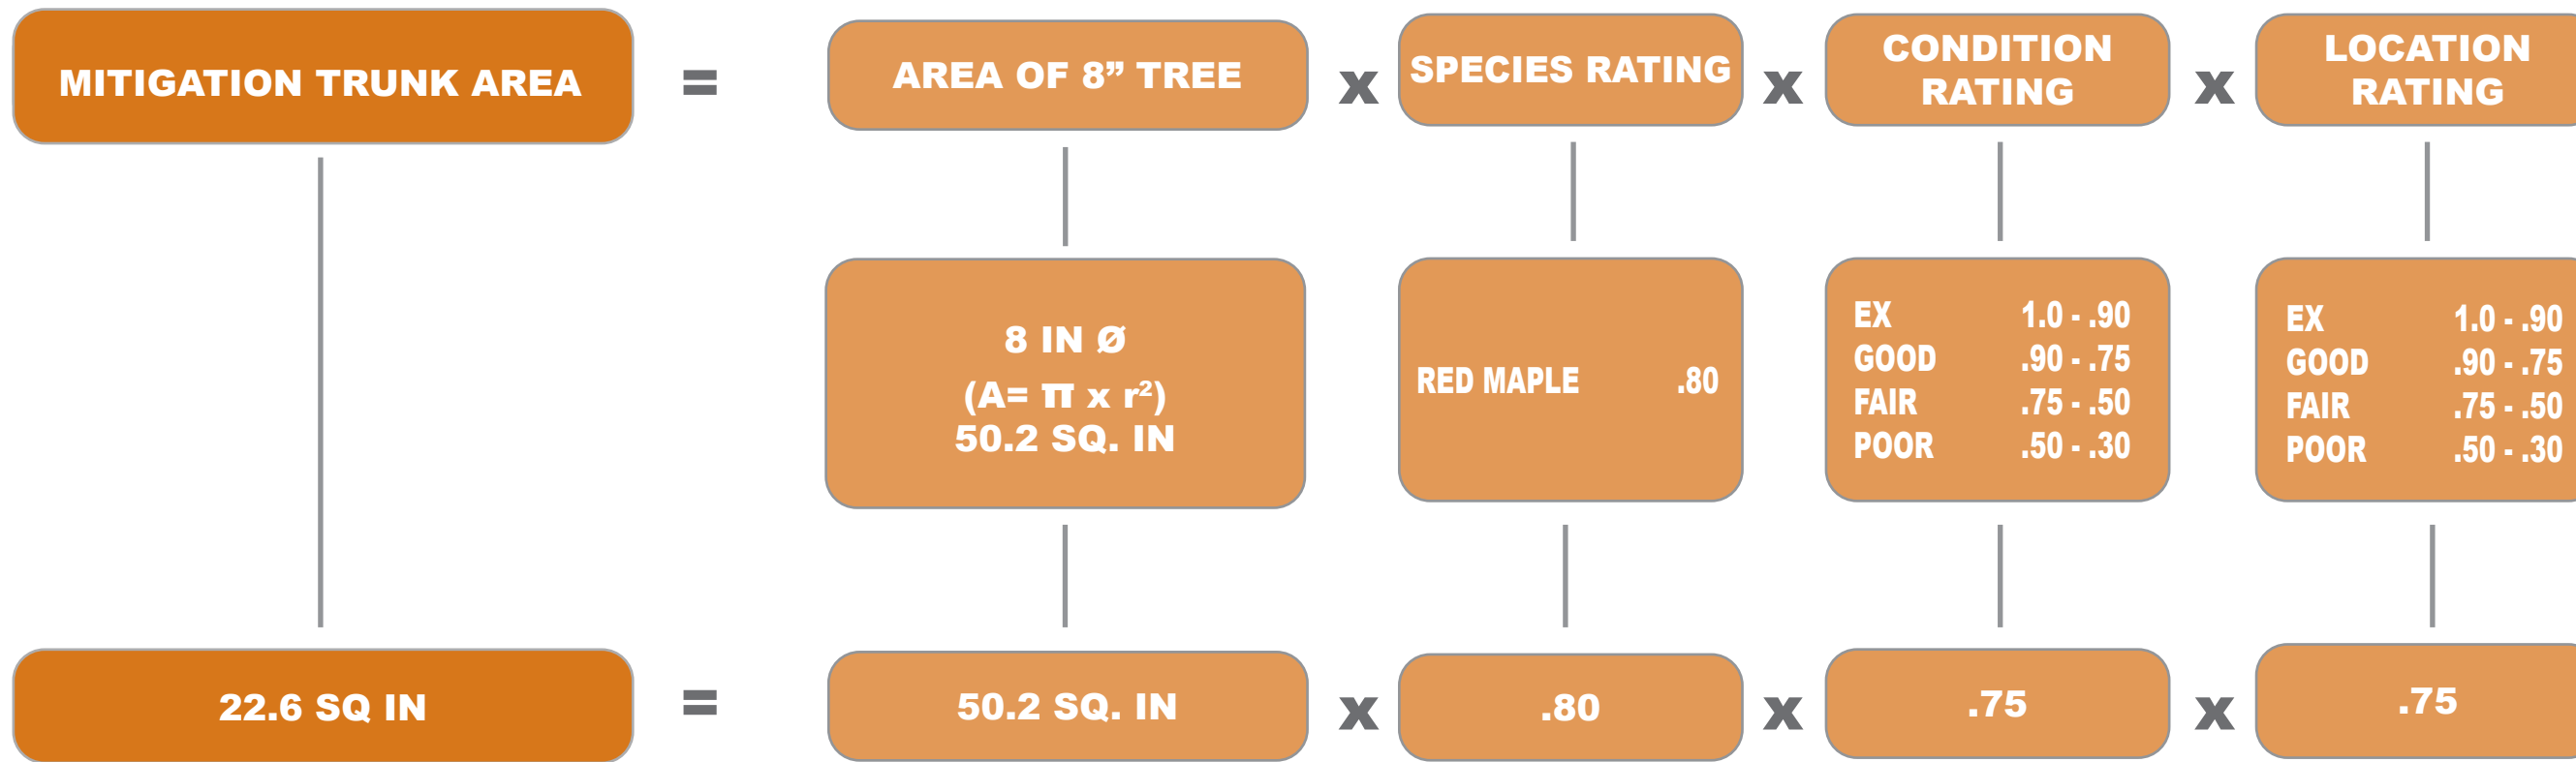 MITIGATION TRUNK AREA
=
AREA OF 8” TREE
x
SPECIES RATING
x
CONDITION
RATING
x
LOCATION
RATING
8 IN Ø
(A= π x r²)
50.2 SQ. IN
RED MAPLE .80
EX 1.0 - .90
GOOD .90 - .75
FAIR .75 - .50
POOR .50 - .30
EX 1.0 - .90
GOOD .90 - .75
FAIR .75 - .50
POOR .50 - .30
22.6 SQ IN
=
50.2 SQ. IN
x
.80
x
.75
x
.75